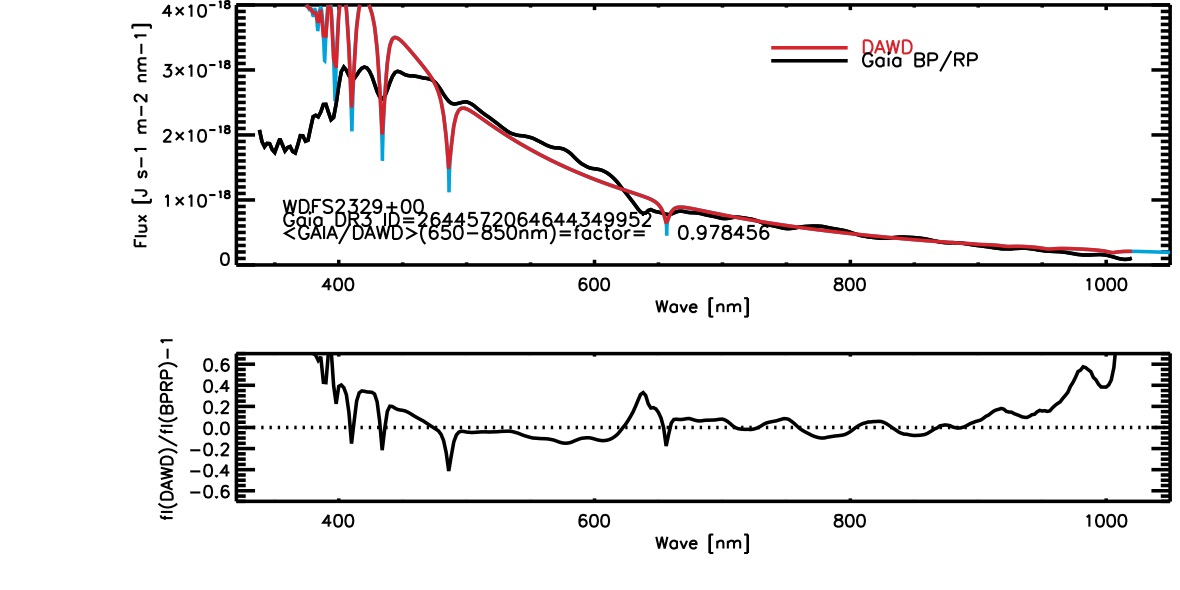 4×10⁻¹⁸
3×10⁻¹⁸
2×10⁻¹⁸
1×10⁻¹⁸
0
Flux [J s−1 m−2 nm−1]
DAWD
Gaia BP/RP
WDFS2329+00
Gaia DR3 ID=2644572064644349952
<GAIA/DAWD>(650−850nm)=factor= 0.978456
400 600 800 1000
Wave [nm]
0.6
0.4
0.2
0.0
−0.2
−0.4
−0.6
fl(DAWD)/fl(BPRP)−1
400 600 800 1000
Wave [nm]